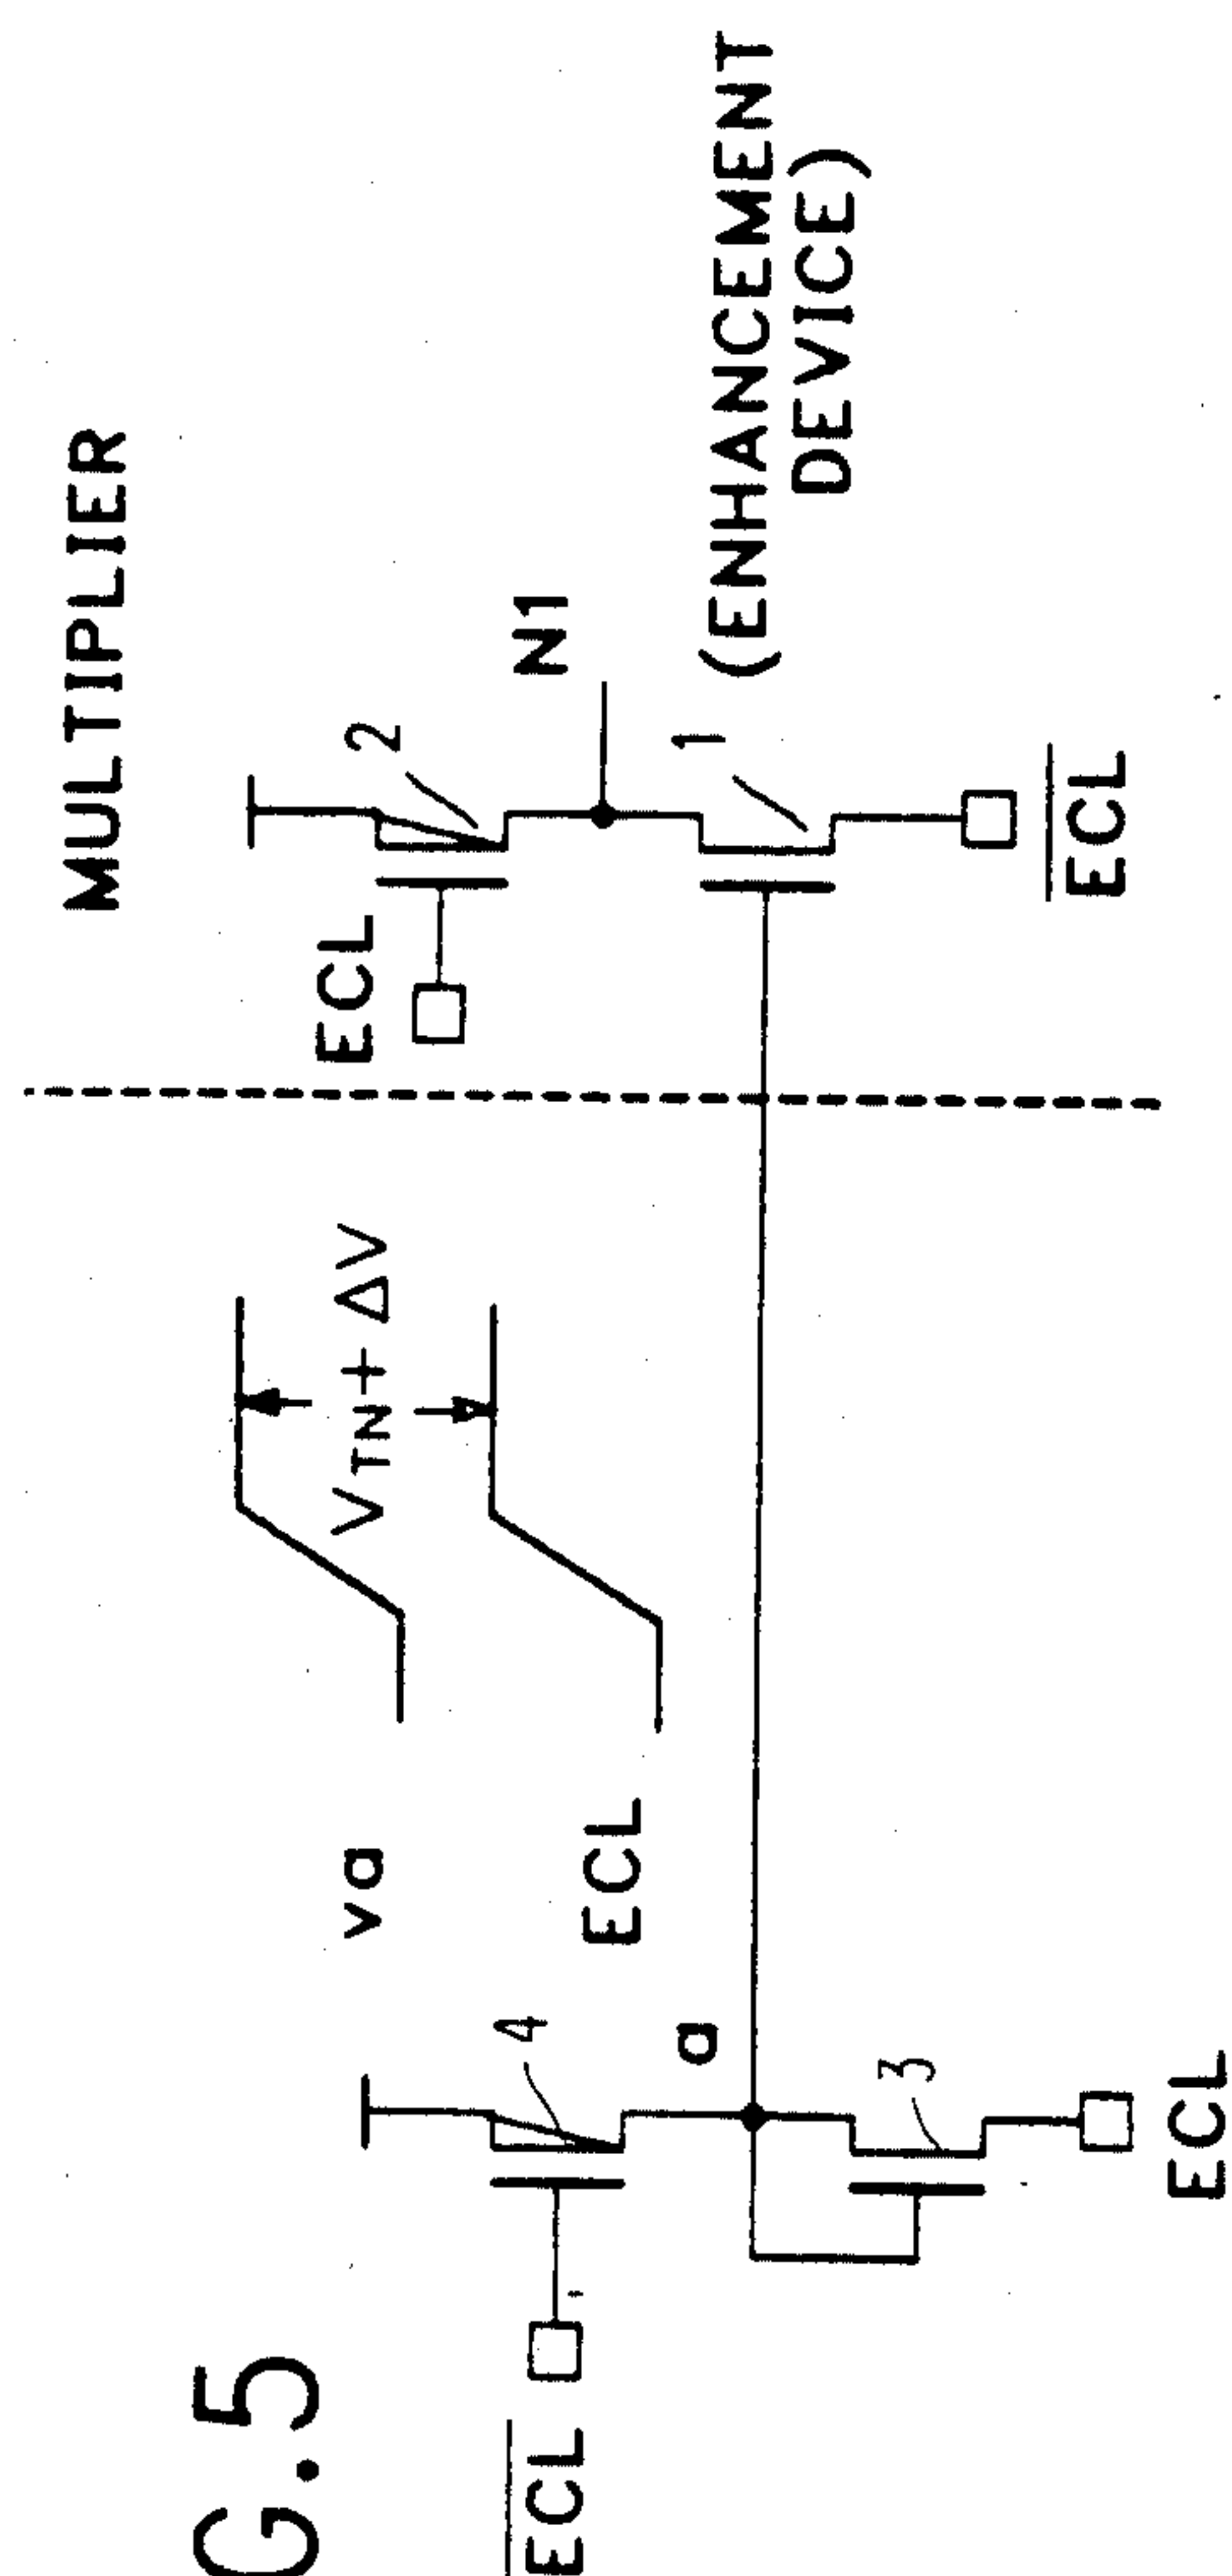 G.5
MULTIPLIER
ECL
2
N1
1
(ENHANCEMENT
DEVICE)
ECL
va
VTN + ΔV
ECL
ECL
4
a
3
ECL